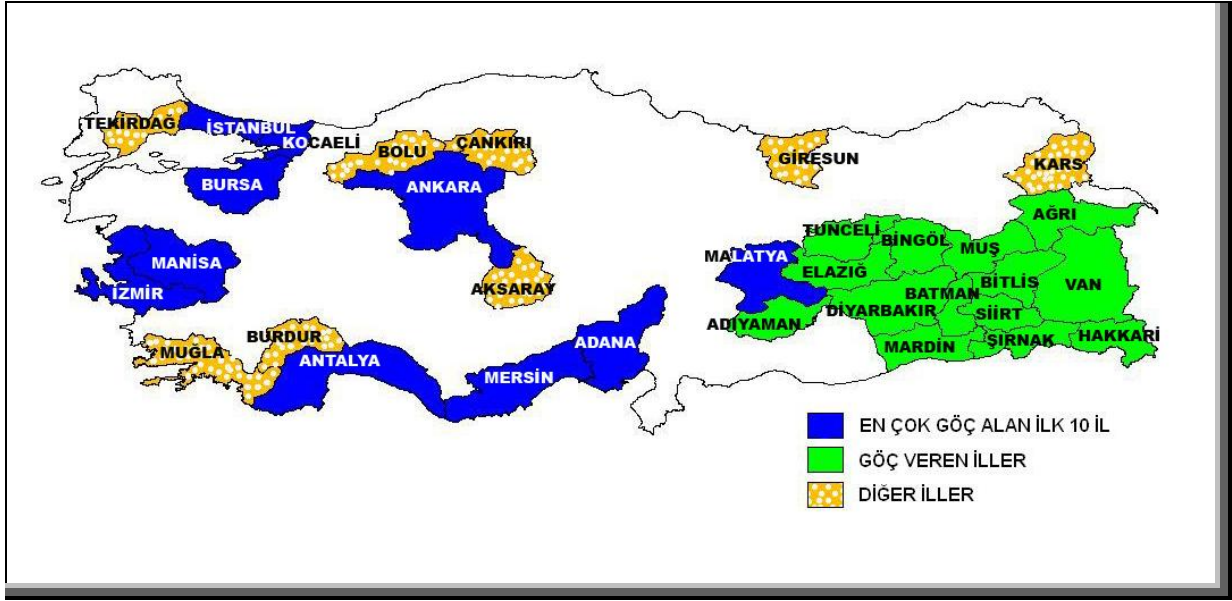 TEKİRDAĞ
İSTANBUL
KOCAELİ
BOLU
ÇANKIRI
GİRESUN
KARS
BURSA
ANKARA
AĞRI
TUNCELİ
BİNGÖL
MUŞ
MANİSA
MALATYA
ELAZIĞ
BİTLİS
VAN
İZMİR
AKSARAY
BATMAN
DİYARBAKIR
SİİRT
ADIYAMAN
BURDUR
MUĞLA
ANTALYA
ADANA
MERSİN
MARDİN
ŞIRNAK
HAKKARİ
EN ÇOK GÖÇ ALAN İLK 10 İL
GÖÇ VEREN İLLER
DİĞER İLLER